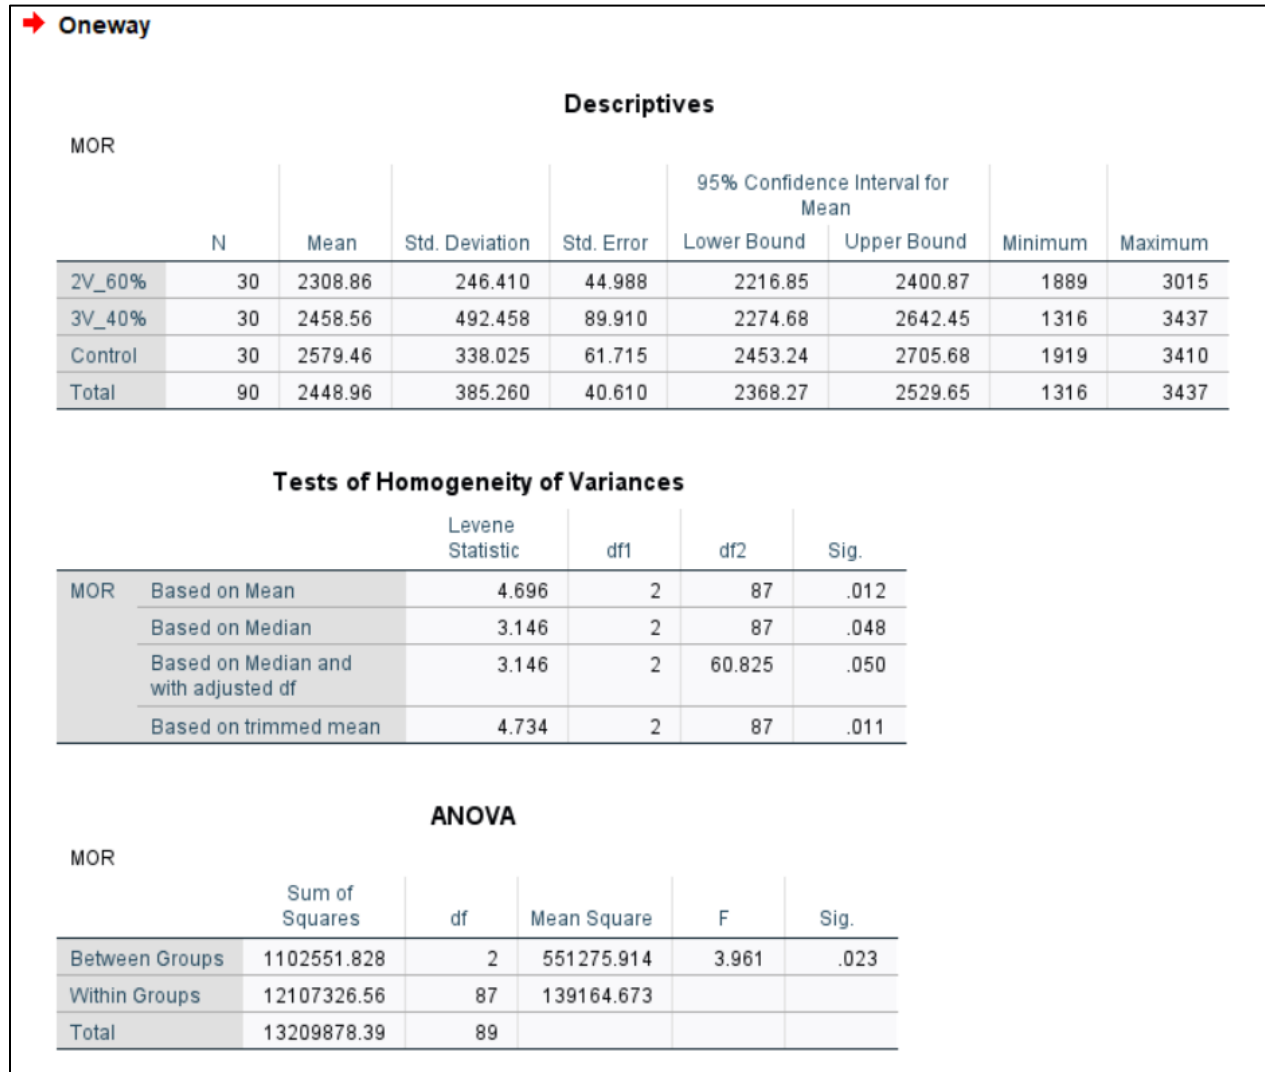 Oneway
Descriptives
MOR
95% Confidence Interval for
Mean
N Mean Std. Deviation Std. Error Lower Bound Upper Bound Minimum Maximum
2V_60% 30 2308.86 246.410 44.988 2216.85 2400.87 1889 3015
3V_40% 30 2458.56 492.458 89.910 2274.68 2642.45 1316 3437
Control 30 2579.46 338.025 61.715 2453.24 2705.68 1919 3410
Total 90 2448.96 385.260 40.610 2368.27 2529.65 1316 3437
Tests of Homogeneity of Variances
Levene
Statistic df1 df2 Sig.
MOR Based on Mean 4.696 2 87 .012
Based on Median 3.146 2 87 .048
Based on Median and 3.146 2 60.825 .050
with adjusted df
Based on trimmed mean 4.734 2 87 .011
ANOVA
MOR
Sum of
Squares df Mean Square F Sig.
Between Groups 1102551.828 2 551275.914 3.961 .023
Within Groups 12107326.56 87 139164.673
Total 13209878.39 89